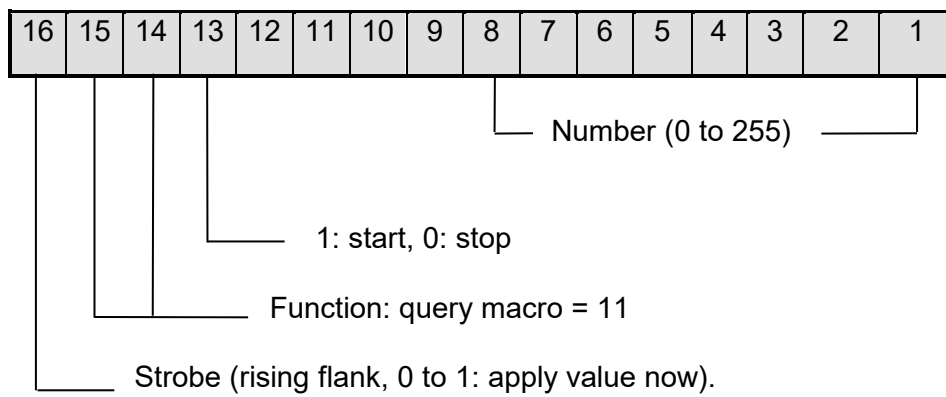 16 15 14 13 12 11 10 9 8 7 6 5 4 3 2 1
Number (0 to 255)
1: start, 0: stop
Function: query macro = 11
Strobe (rising flank, 0 to 1: apply value now).